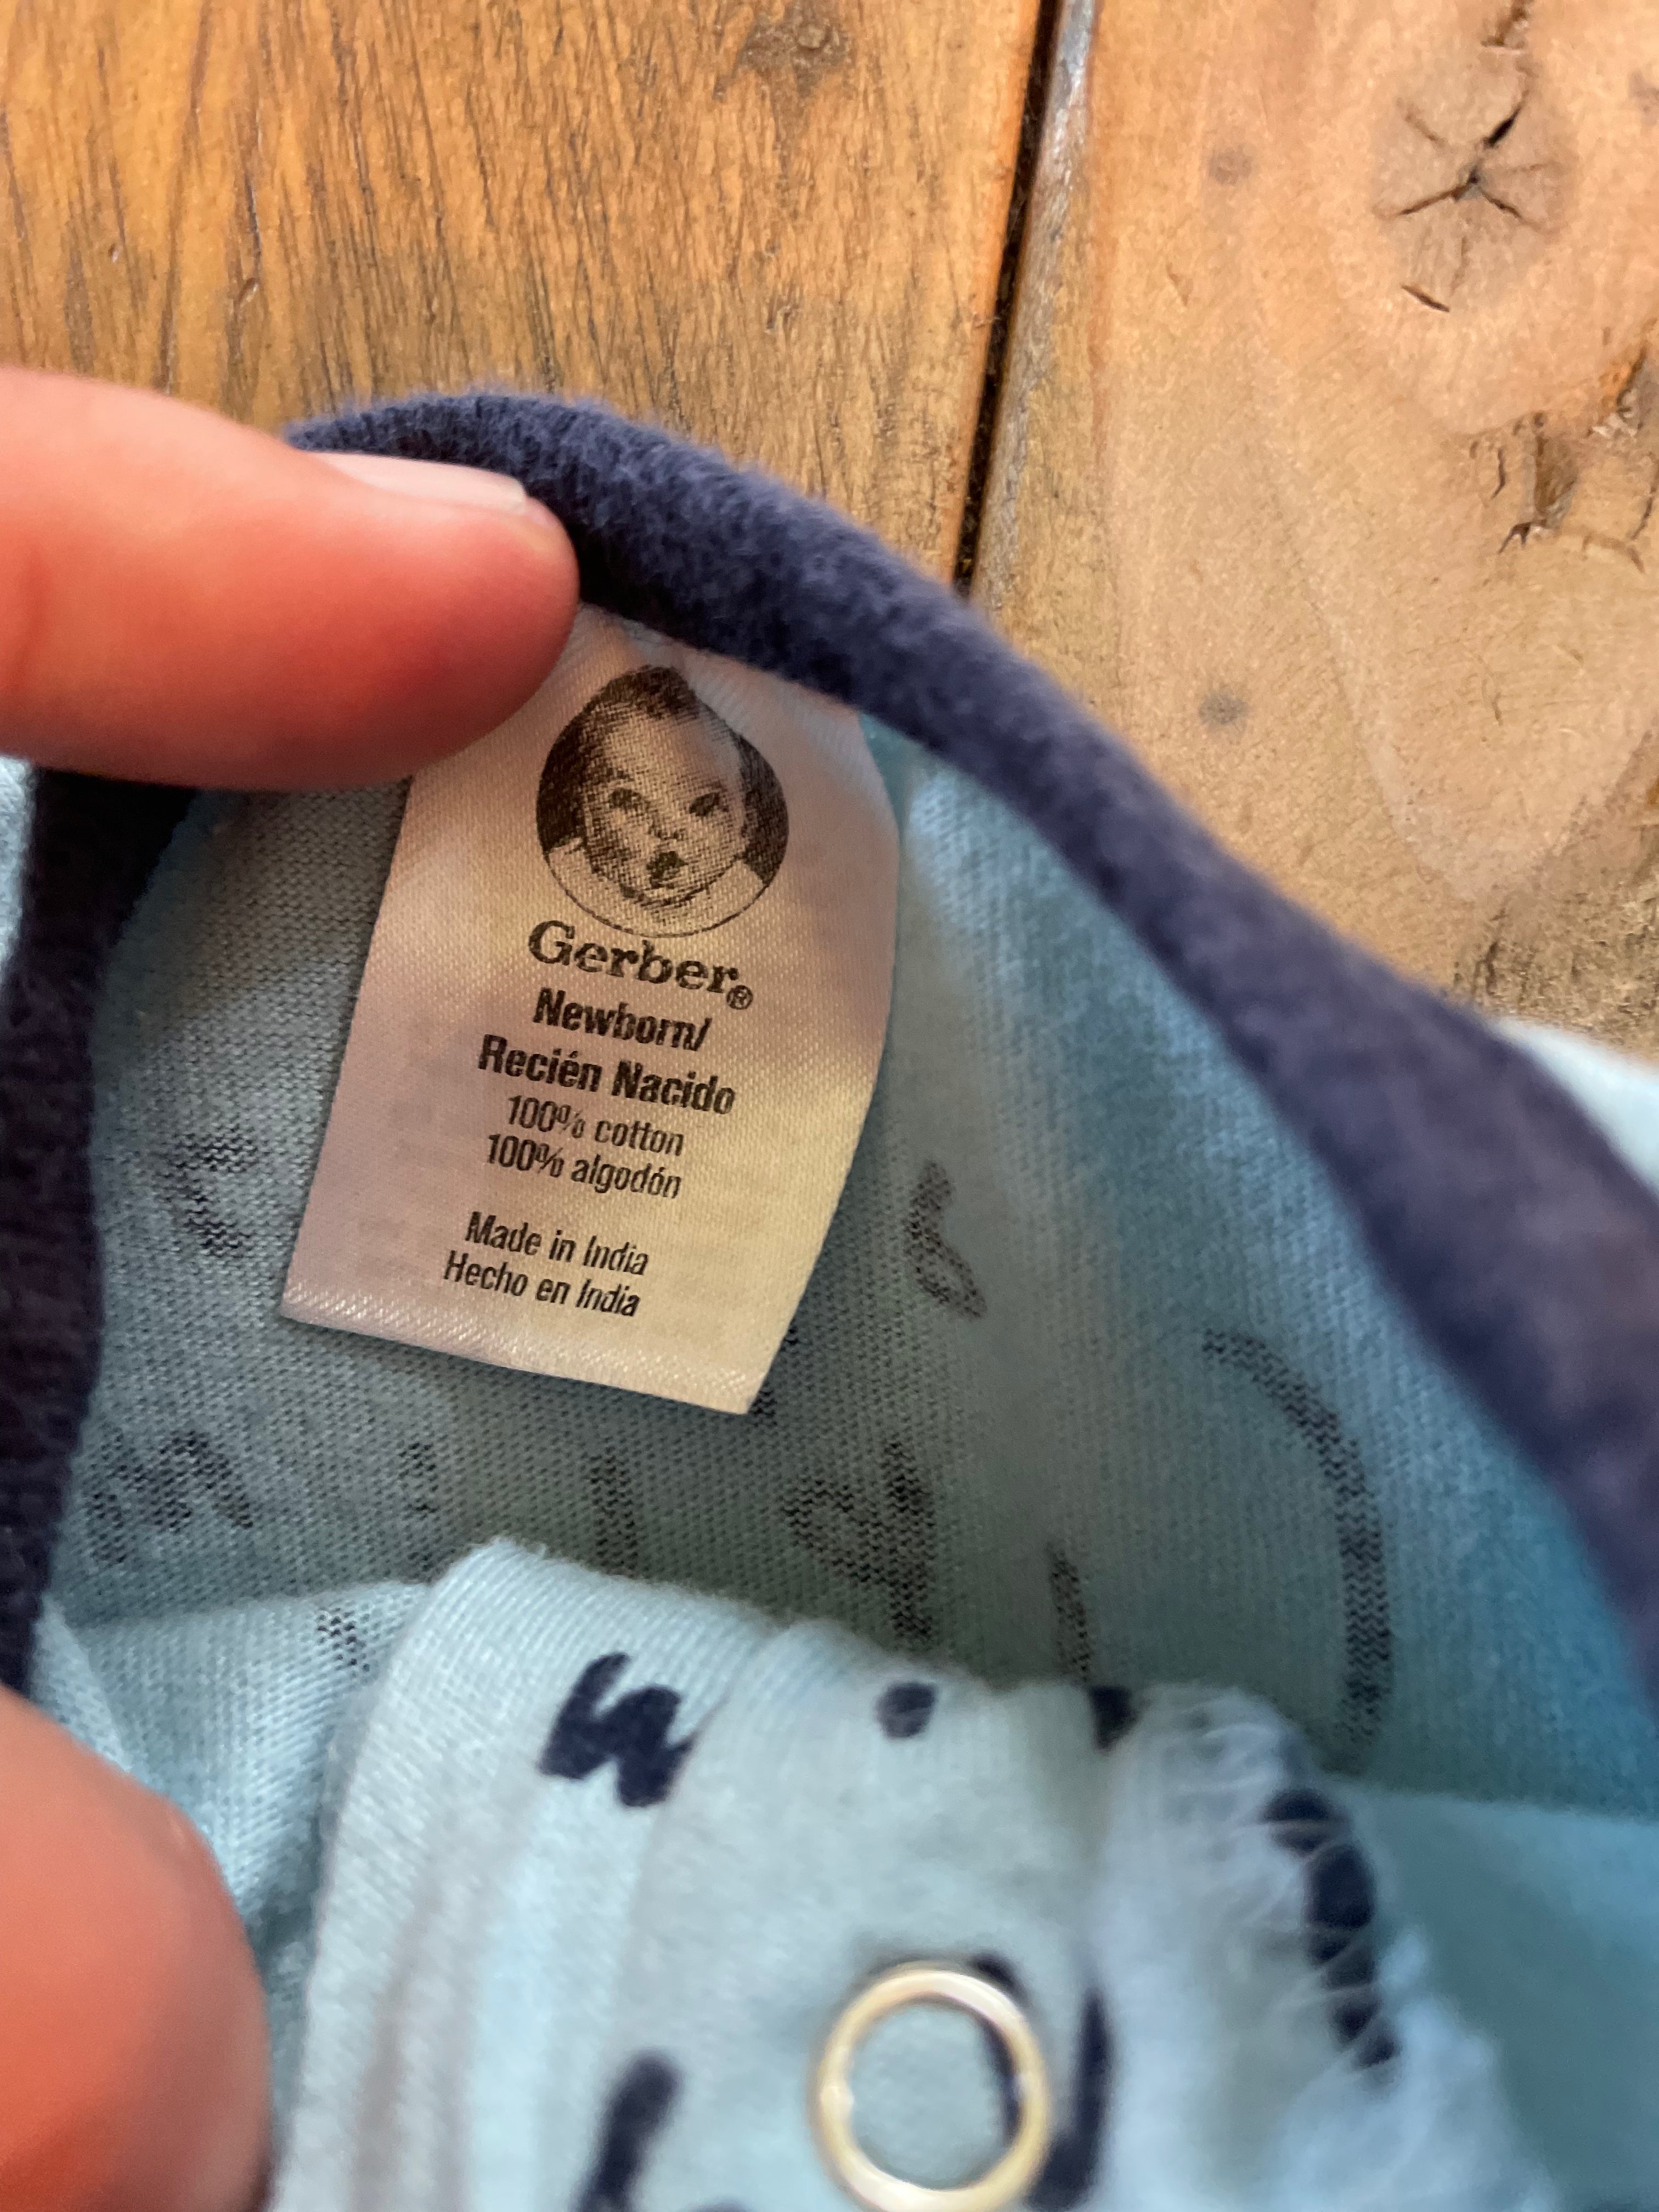 Gerber®
Newborn/
Recién Nacido
100% cotton
100% algodón
Made in India
Hecho en India